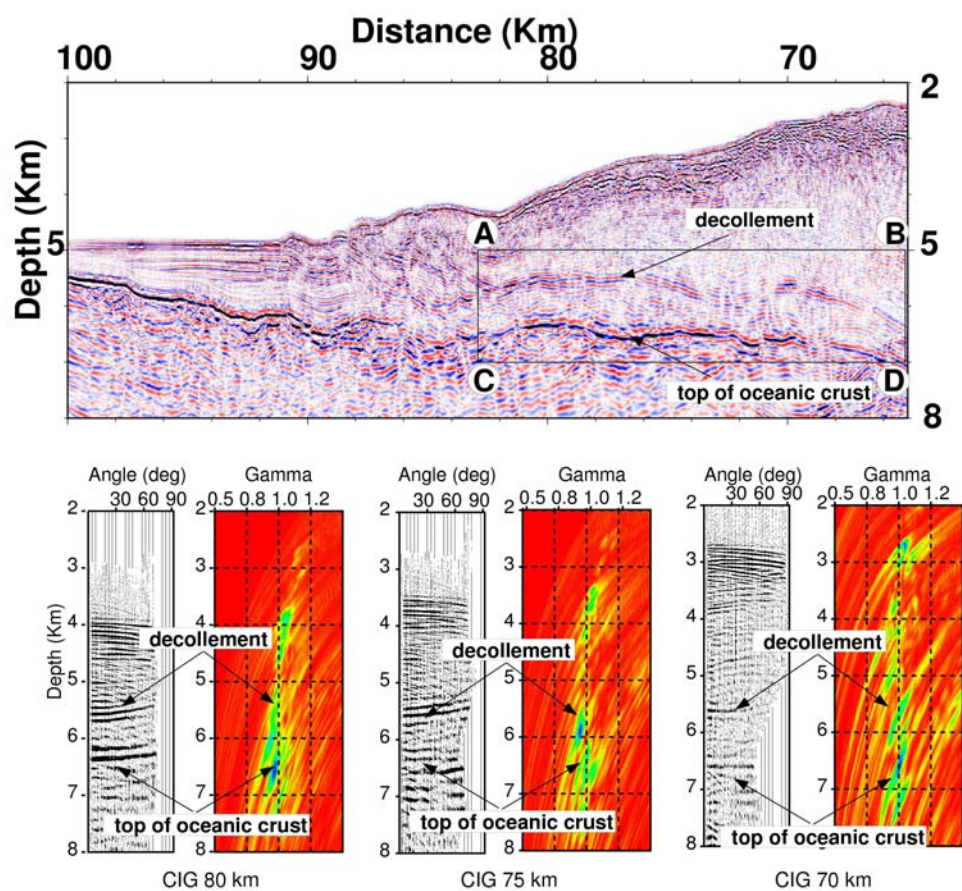 Distance (Km)
100 90 80 70
Depth (Km)
2
5 5
8
A B
C D
decollement
top of oceanic crust
Angle (deg) Gamma Angle (deg) Gamma Angle (deg) Gamma
30 60 90 0.5 0.8 1.0 1.2 30 60 90 0.5 0.8 1.0 1.2 30 60 90 0.5 0.8 1.0 1.2
2 2 2 2 2 2
3 3 3 3 3 3
4 4 4 4 4 4
decollement decollement decollement
Depth (Km)
5 5 5 5 5 5
6 6 6 6 6 6
7 7 7 7 7 7
top of oceanic crust top of oceanic crust top of oceanic crust
8 8 8 8 8 8
CIG 80 km CIG 75 km CIG 70 km